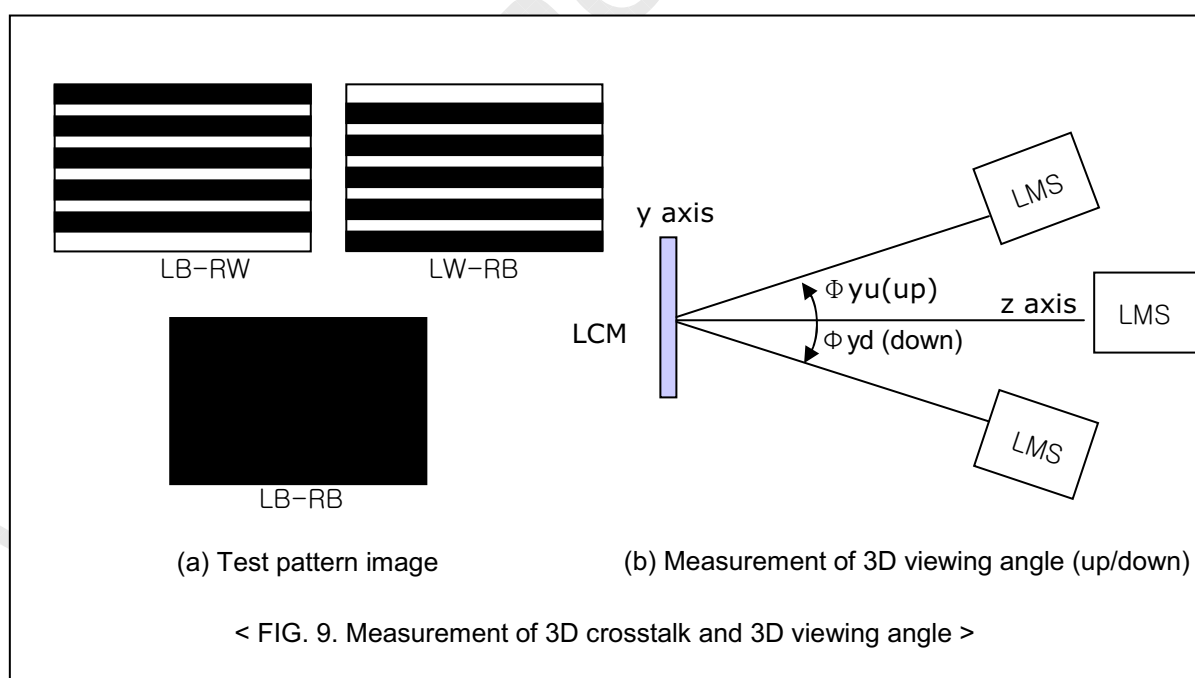 LB-RW
LW-RB
LB-RB
(a) Test pattern image
y axis
LCM
Φyu(up)
z axis
Φyd (down)
LMS
LMS
LMS
(b) Measurement of 3D viewing angle (up/down)
< FIG. 9. Measurement of 3D crosstalk and 3D viewing angle >